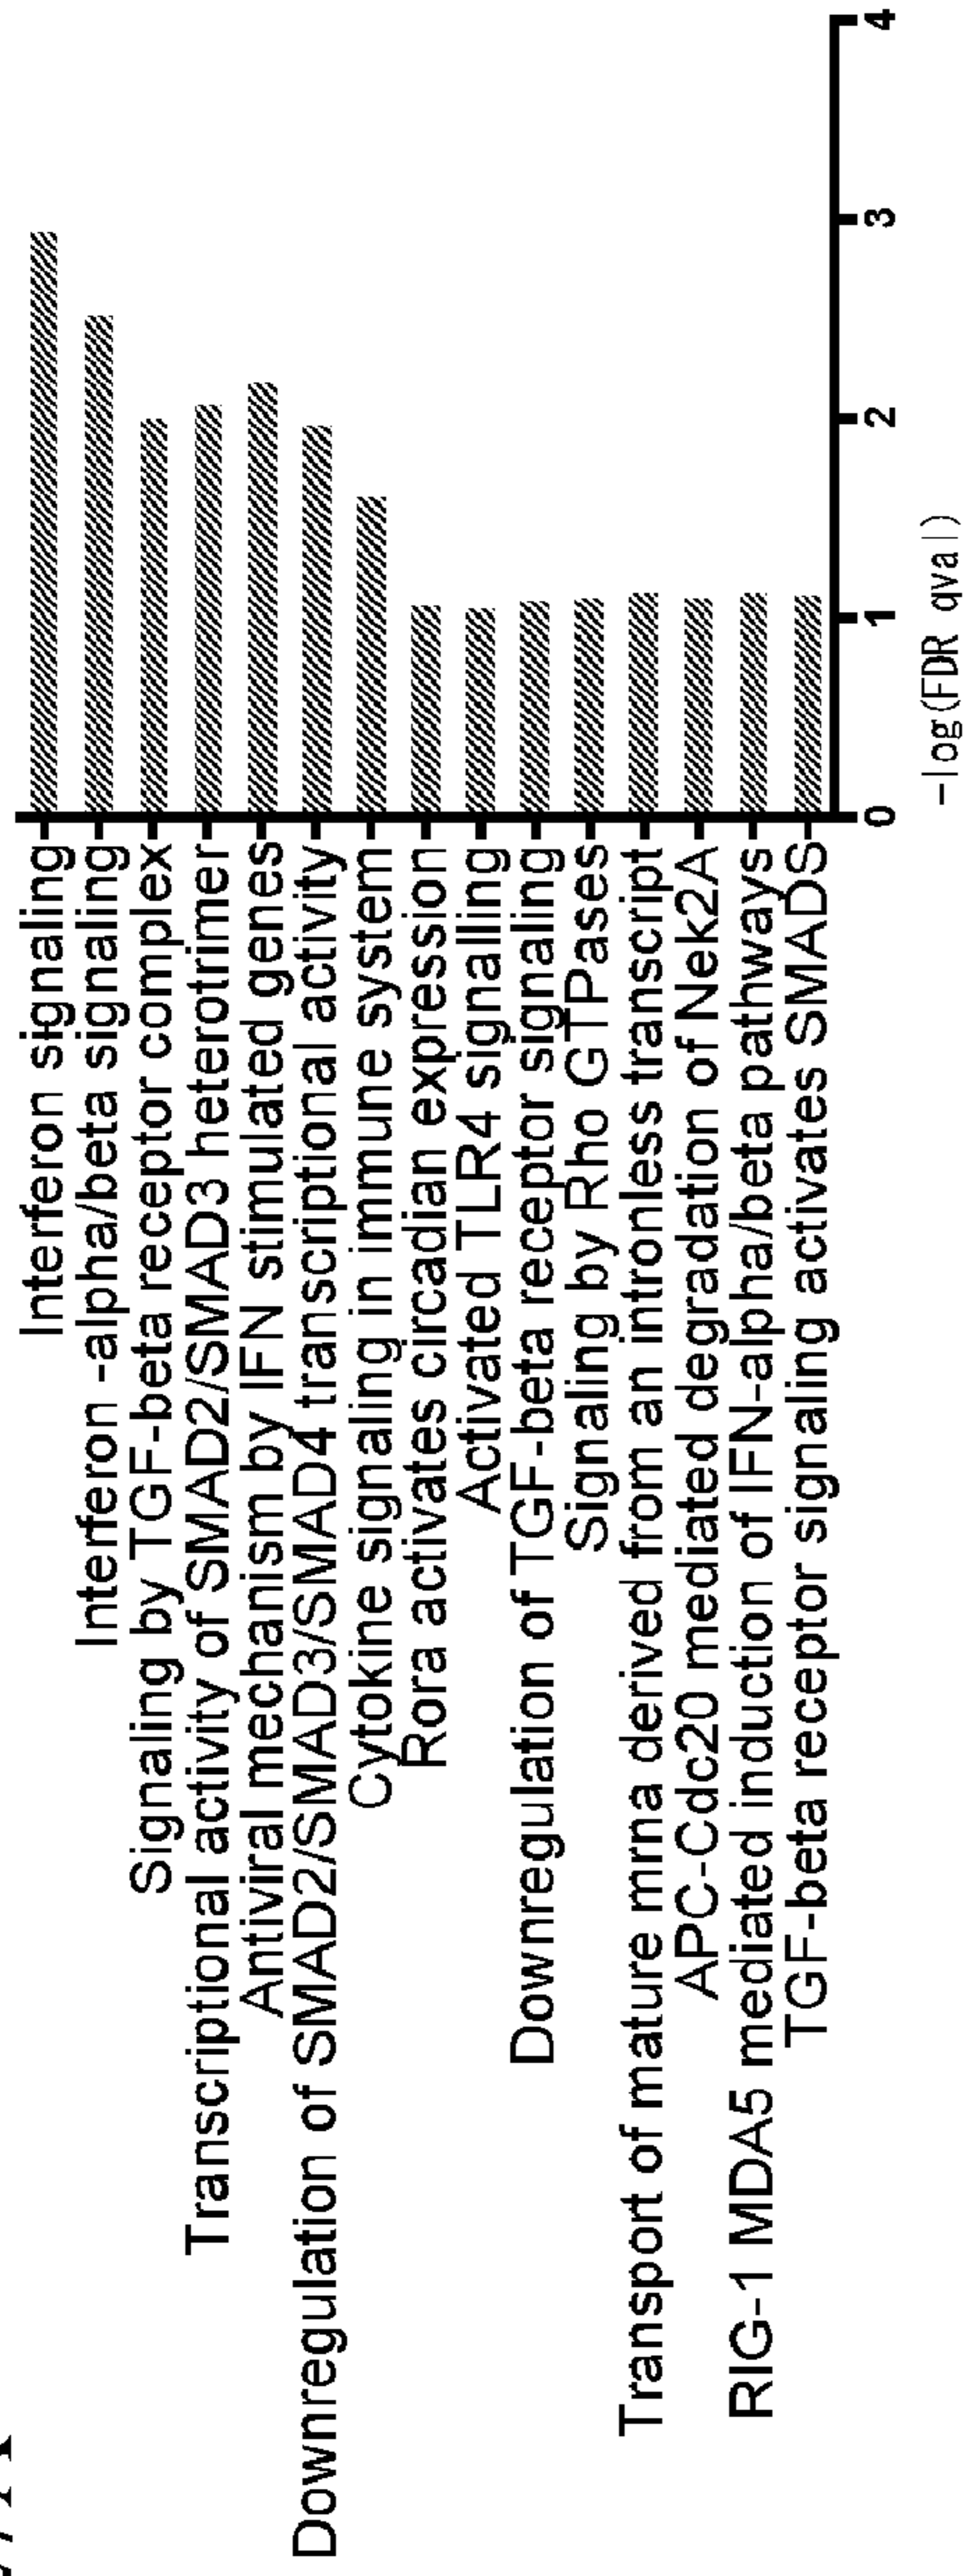 Interferon signaling
Interferon -alpha/beta signaling
Signaling by TGF-beta receptor complex
Transcriptional activity of SMAD2/SMAD3 heterotrimer
Antiviral mechanism by IFN stimulated genes
Downregulation of SMAD2/SMAD3/SMAD4 transcriptional activity
Cytokine signaling in immune system
Rora activates circadian expression
Activated TLR4 signalling
Downregulation of TGF-beta receptor signaling
Signaling by Rho GTPases
Transport of mature mrna derived from an intronless transcript
APC-Cdc20 mediated degradation of Nek2A
RIG-1 MDA5 mediated induction of IFN-alpha/beta pathways
TGF-beta receptor signaling activates SMADS
0 1 2 3 4
-log(FDR qval)